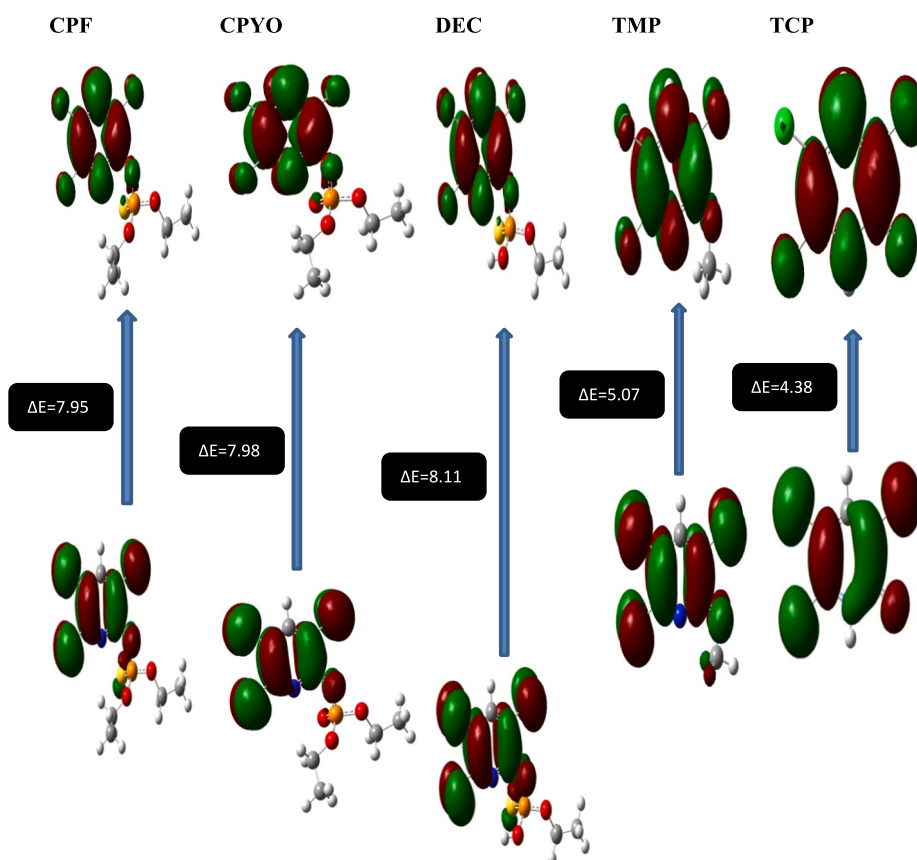 CPF CPYO DEC TMP TCP
ΔE=7.95
ΔE=7.98
ΔE=8.11
ΔE=5.07
ΔE=4.38